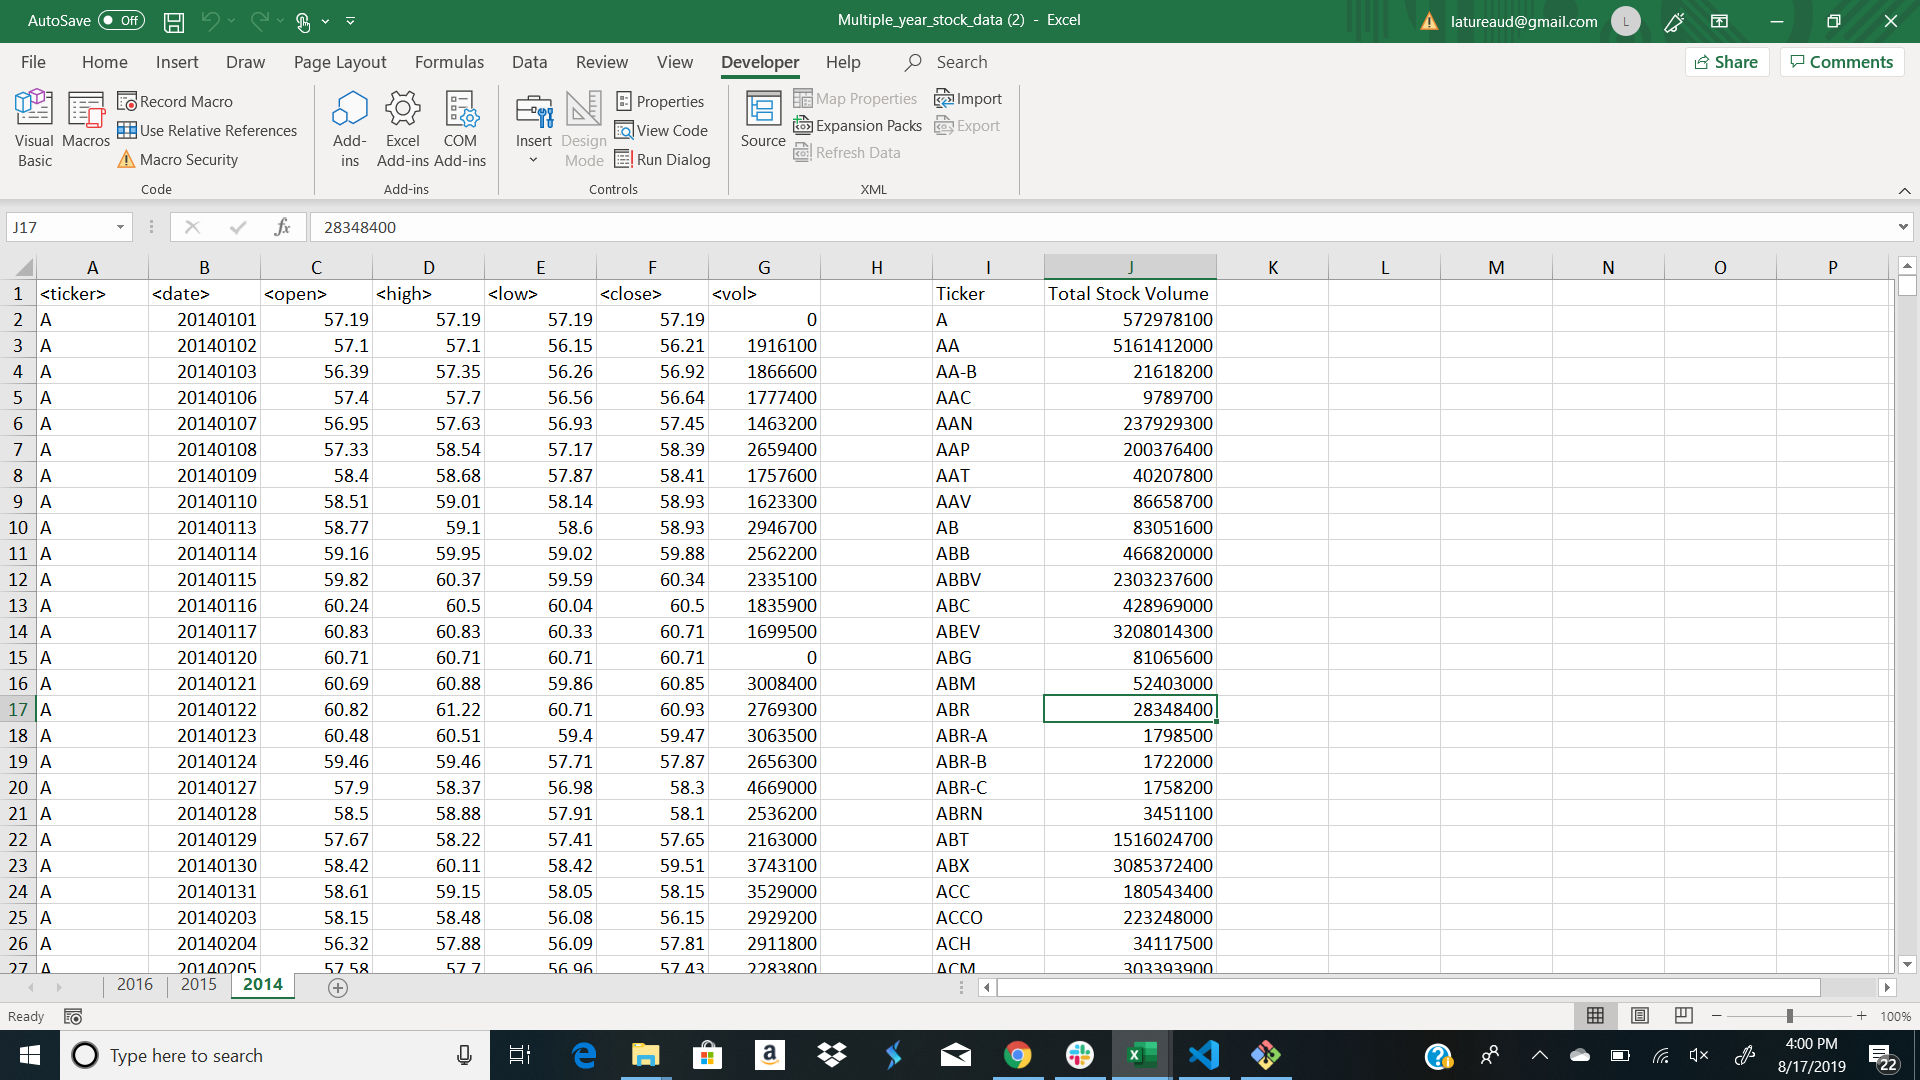 AutoSave Off Multiple_year_stock_data (2) - Excel latureaud@gmail.com L
File Home Insert Draw Page Layout Formulas Data Review View Developer Help Search Share Comments
Visual Basic Macros Record Macro Use Relative References Macro Security Code
Add-ins Excel Add-ins COM Add-ins Add-ins
Insert Design Mode Properties View Code Run Dialog Controls
Source Map Properties Expansion Packs Refresh Data Import Export XML
J17 fx 28348400
A B C D E F G H I J K L M N O P
1 <ticker> <date> <open> <high> <low> <close> <vol> Ticker Total Stock Volume
2 A 20140101 57.19 57.19 57.19 57.19 0 A 572978100
3 A 20140102 57.1 57.1 56.15 56.21 1916100 AA 5161412000
4 A 20140103 56.39 57.35 56.26 56.92 1866600 AA-B 21618200
5 A 20140106 57.4 57.7 56.56 56.64 1777400 AAC 9789700
6 A 20140107 56.95 57.63 56.93 57.45 1463200 AAN 237929300
7 A 20140108 57.33 58.54 57.17 58.39 2659400 AAP 200376400
8 A 20140109 58.4 58.68 57.87 58.41 1757600 AAT 40207800
9 A 20140110 58.51 59.01 58.14 58.93 1623300 AAV 86658700
10 A 20140113 58.77 59.1 58.6 58.93 2946700 AB 83051600
11 A 20140114 59.16 59.95 59.02 59.88 2562200 ABB 466820000
12 A 20140115 59.82 60.37 59.59 60.34 2335100 ABBV 2303237600
13 A 20140116 60.24 60.5 60.04 60.5 1835900 ABC 428969000
14 A 20140117 60.83 60.83 60.33 60.71 1699500 ABEV 3208014300
15 A 20140120 60.71 60.71 60.71 60.71 0 ABG 81065600
16 A 20140121 60.69 60.88 59.86 60.85 3008400 ABM 52403000
17 A 20140122 60.82 61.22 60.71 60.93 2769300 ABR 28348400
18 A 20140123 60.48 60.51 59.4 59.47 3063500 ABR-A 1798500
19 A 20140124 59.46 59.46 57.71 57.87 2656300 ABR-B 1722000
20 A 20140127 57.9 58.37 56.98 58.3 4669000 ABR-C 1758200
21 A 20140128 58.5 58.88 57.91 58.1 2536200 ABRN 3451100
22 A 20140129 57.67 58.22 57.41 57.65 2163000 ABT 1516024700
23 A 20140130 58.42 60.11 58.42 59.51 3743100 ABX 3085372400
24 A 20140131 58.61 59.15 58.05 58.15 3529000 ACC 180543400
25 A 20140203 58.15 58.48 56.08 56.15 2929200 ACCO 223248000
26 A 20140204 56.32 57.88 56.09 57.81 2911800 ACH 34117500
27 A 20140205 57.58 57.7 56.96 57.43 2283800 ACM 303393900
2016 2015 2014
Ready 100%
Type here to search 4:00 PM
8/17/2019 22